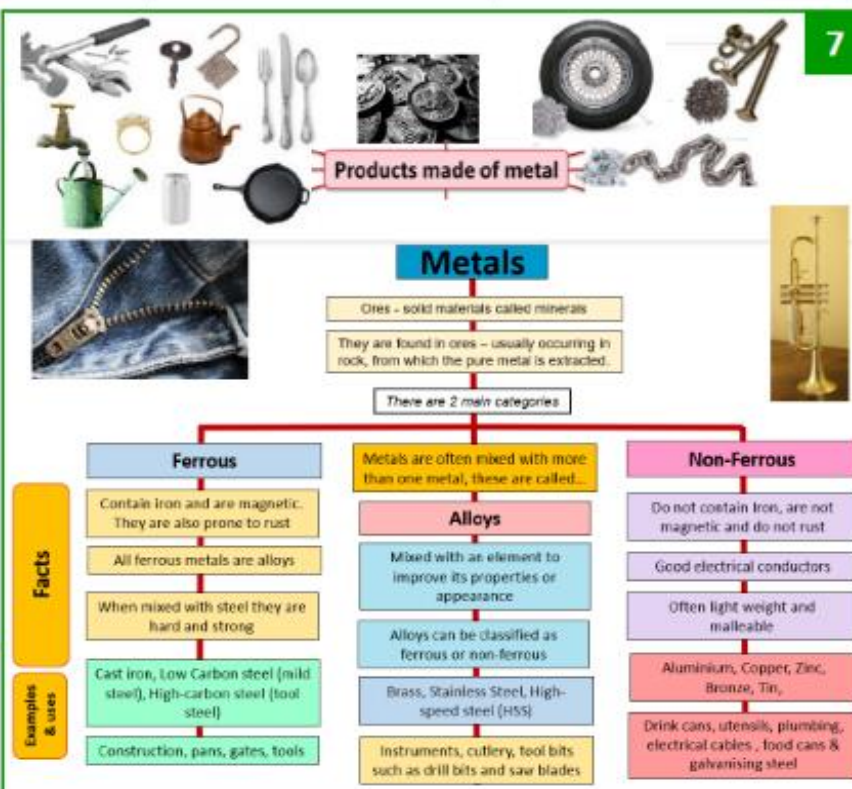 7
Products made of metal
Metals
Ores - solid materials called minerals
They are found in ores – usually occurring in
rock, from which the pure metal is extracted.
There are 2 main categories
Ferrous
Metals are often mixed with more
than one metal, these are called...
Non-Ferrous
Facts
Contain iron and are magnetic.
They are also prone to rust
All ferrous metals are alloys
When mixed with steel they are
hard and strong
Alloys
Mixed with an element to
improve its properties or
appearance
Alloys can be classified as
ferrous or non-ferrous
Do not contain Iron, are not
magnetic and do not rust
Good electrical conductors
Often light weight and
malleable
Examples
& uses
Cast iron, Low Carbon steel (mild
steel), High-carbon steel (tool
steel)
Construction, pans, gates, tools
Brass, Stainless Steel, High-
speed steel (HSS)
Instruments, cutlery, tool bits
such as drill bits and saw blades
Aluminium, Copper, Zinc,
Bronze, Tin,
Drink cans, utensils, plumbing,
electrical cables , food cans &
galvanising steel